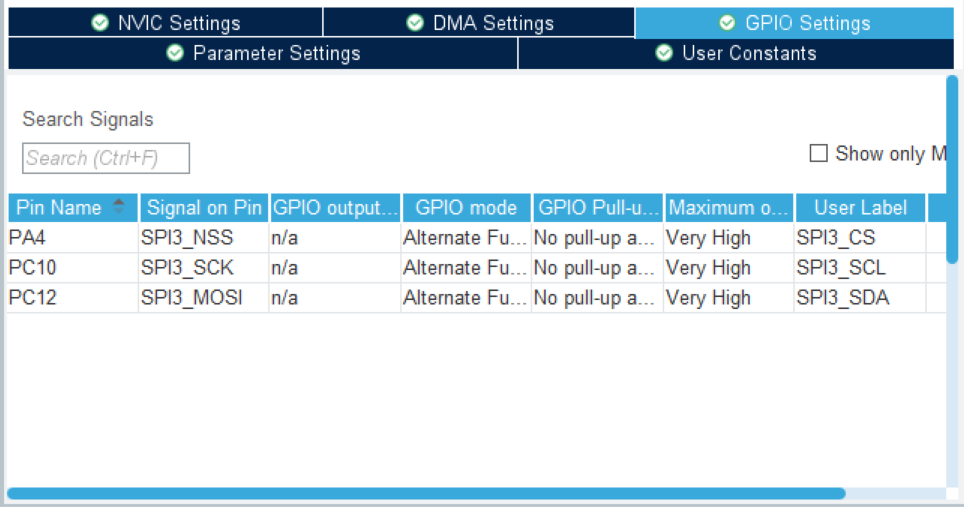 NVIC Settings DMA Settings GPIO Settings
Parameter Settings User Constants
Search Signals
Search (Ctrl+F)
Show only M
Pin Name Signal on Pin GPIO output... GPIO mode GPIO Pull-u... Maximum o... User Label
PA4 SPI3_NSS n/a Alternate Fu... No pull-up a... Very High SPI3_CS
PC10 SPI3_SCK n/a Alternate Fu... No pull-up a... Very High SPI3_SCL
PC12 SPI3_MOSI n/a Alternate Fu... No pull-up a... Very High SPI3_SDA